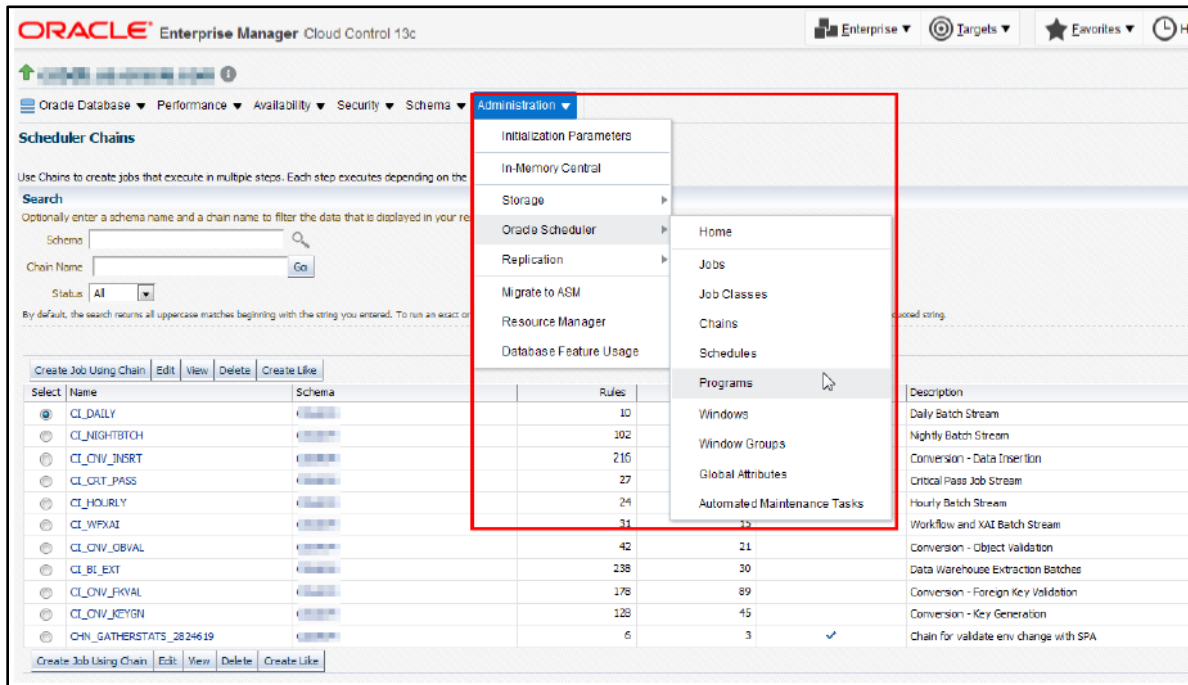 ORACLE Enterprise Manager Cloud Control 13c Enterprise Targets Favorites H
Oracle Database Performance Availability Security Schema Administration
Scheduler Chains
Use Chains to create jobs that execute in multiple steps. Each step executes depending on the
Search
Optionally enter a schema name and a chain name to filter the data that is displayed in your re
Schema
Chain Name Go
Status All
By default, the search returns all uppercase matches beginning with the string you entered. To run an exact or
quoted string.
Initialization Parameters
In-Memory Central
Storage
Oracle Scheduler
Replication
Migrate to ASM
Resource Manager
Database Feature Usage
Home
Jobs
Job Classes
Chains
Schedules
Programs
Windows
Window Groups
Global Attributes
Automated Maintenance Tasks
Create Job Using Chain Edit View Delete Create Like
Select Name Schema Rules Description
CI_DAILY 10 Daily Batch Stream
CI_NIGHTBTCH 102 Nightly Batch Stream
CI_CNV_INSRT 216 Conversion - Data Insertion
CI_CRT_PASS 27 Critical Pass Job Stream
CI_HOURLY 24 Hourly Batch Stream
CI_WFXAI 31 15 Workflow and XAI Batch Stream
CI_CNV_OBVAL 42 21 Conversion - Object Validation
CI_BI_EXT 238 30 Data Warehouse Extraction Batches
CI_CNV_FKVAL 178 89 Conversion - Foreign Key Validation
CI_CNV_KEYGN 128 45 Conversion - Key Generation
CHN_GATHERSTATS_2824619 6 3 Chain for validate env change with SPA
Create Job Using Chain Edit View Delete Create Like